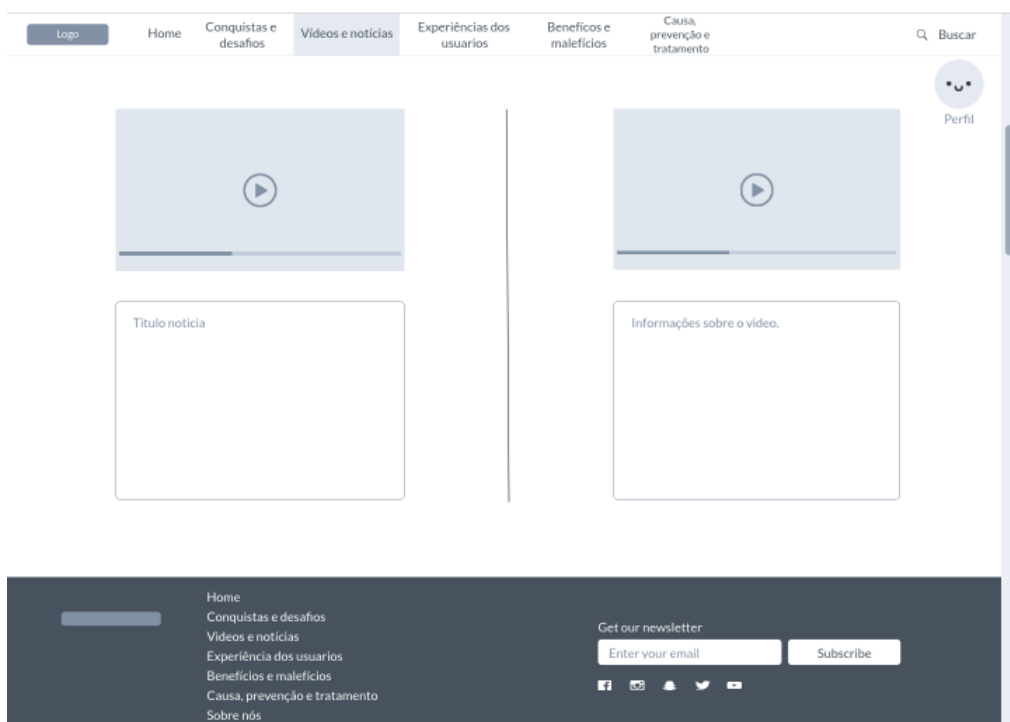 Logo
Home
Conquistas e
desafios
Vídeos e notícias
Experiências dos
usuarios
Benefícos e
malefícios
Causa,
prevenção e
tratamento
Buscar
Perfil
Titulo noticia
Informações sobre o video.
Home
Conquistas e desafios
Videos e notícias
Experiência dos usuarios
Benefícios e malefícios
Causa, prevenção e tratamento
Sobre nós
Get our newsletter
Enter your email
Subscribe